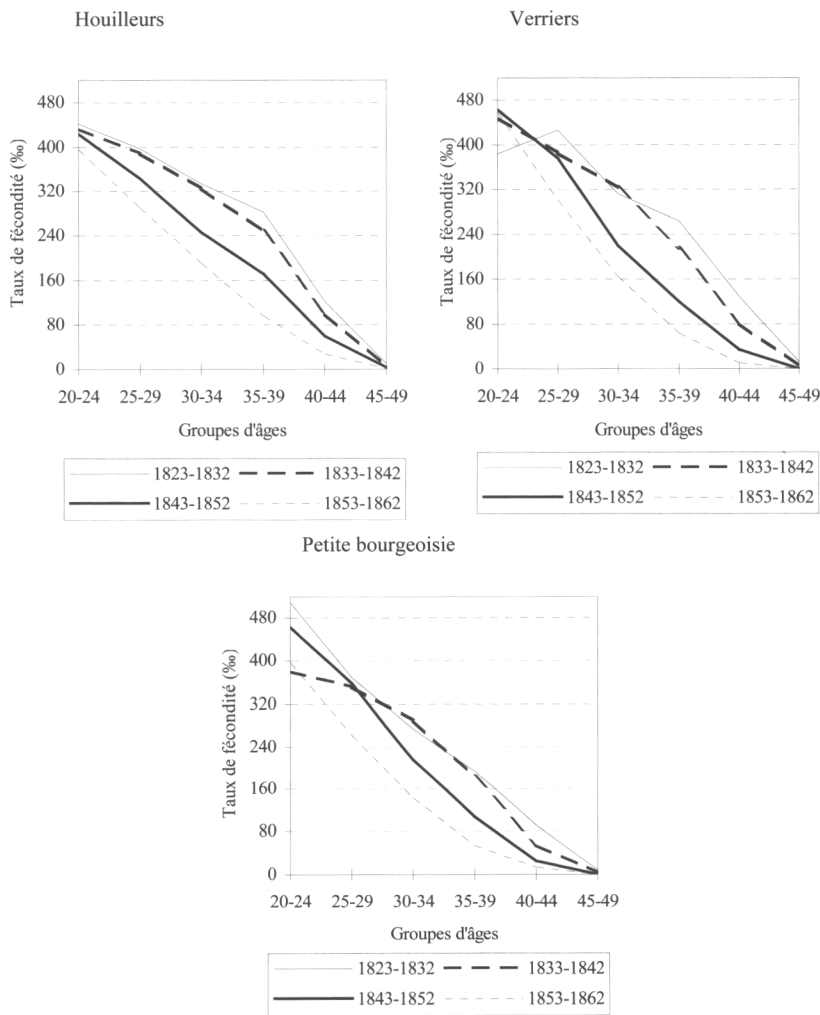 Houilleurs
Verriers
Taux de fécondité (‰)
480
400
320
240
160
80
0
20-24 25-29 30-34 35-39 40-44 45-49
Groupes d'âges
1823-1832 1833-1842
1843-1852 1853-1862
Taux de fécondité (‰)
480
400
320
240
160
80
0
20-24 25-29 30-34 35-39 40-44 45-49
Groupes d'âges
1823-1832 1833-1842
1843-1852 1853-1862
Petite bourgeoisie
Taux de fécondité (‰)
480
400
320
240
160
80
0
20-24 25-29 30-34 35-39 40-44 45-49
Groupes d'âges
1823-1832 1833-1842
1843-1852 1853-1862